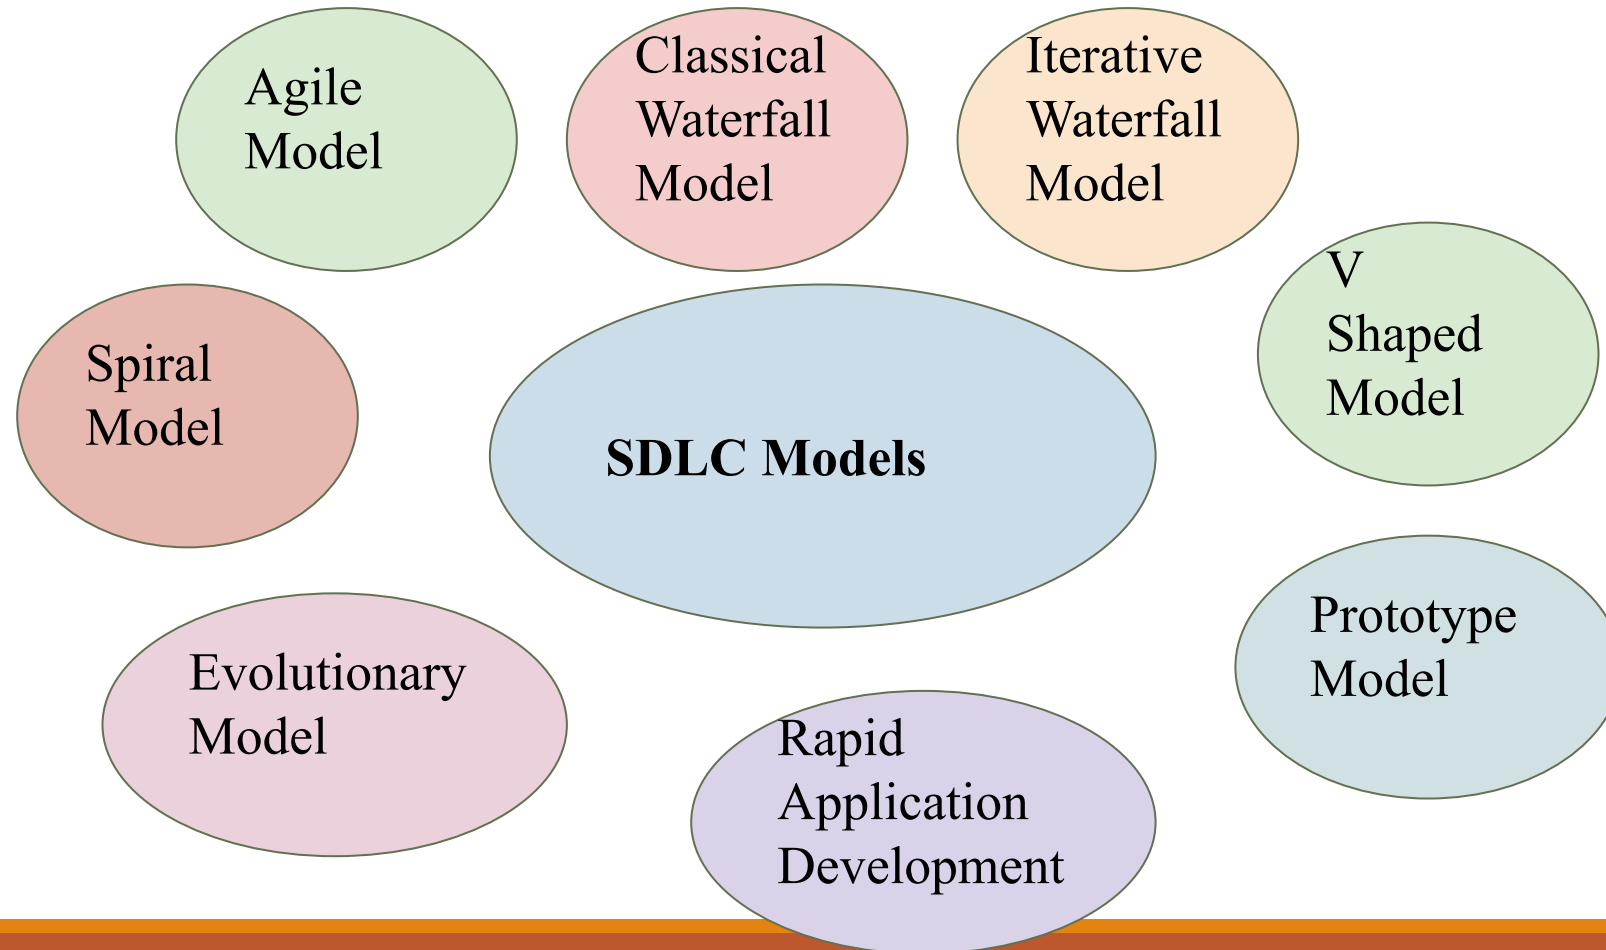 Agile
Model
Classical
Waterfall
Model
Iterative
Waterfall
Model
V
Shaped
Model
Spiral
Model
SDLC Models
Prototype
Model
Evolutionary
Model
Rapid
Application
Development